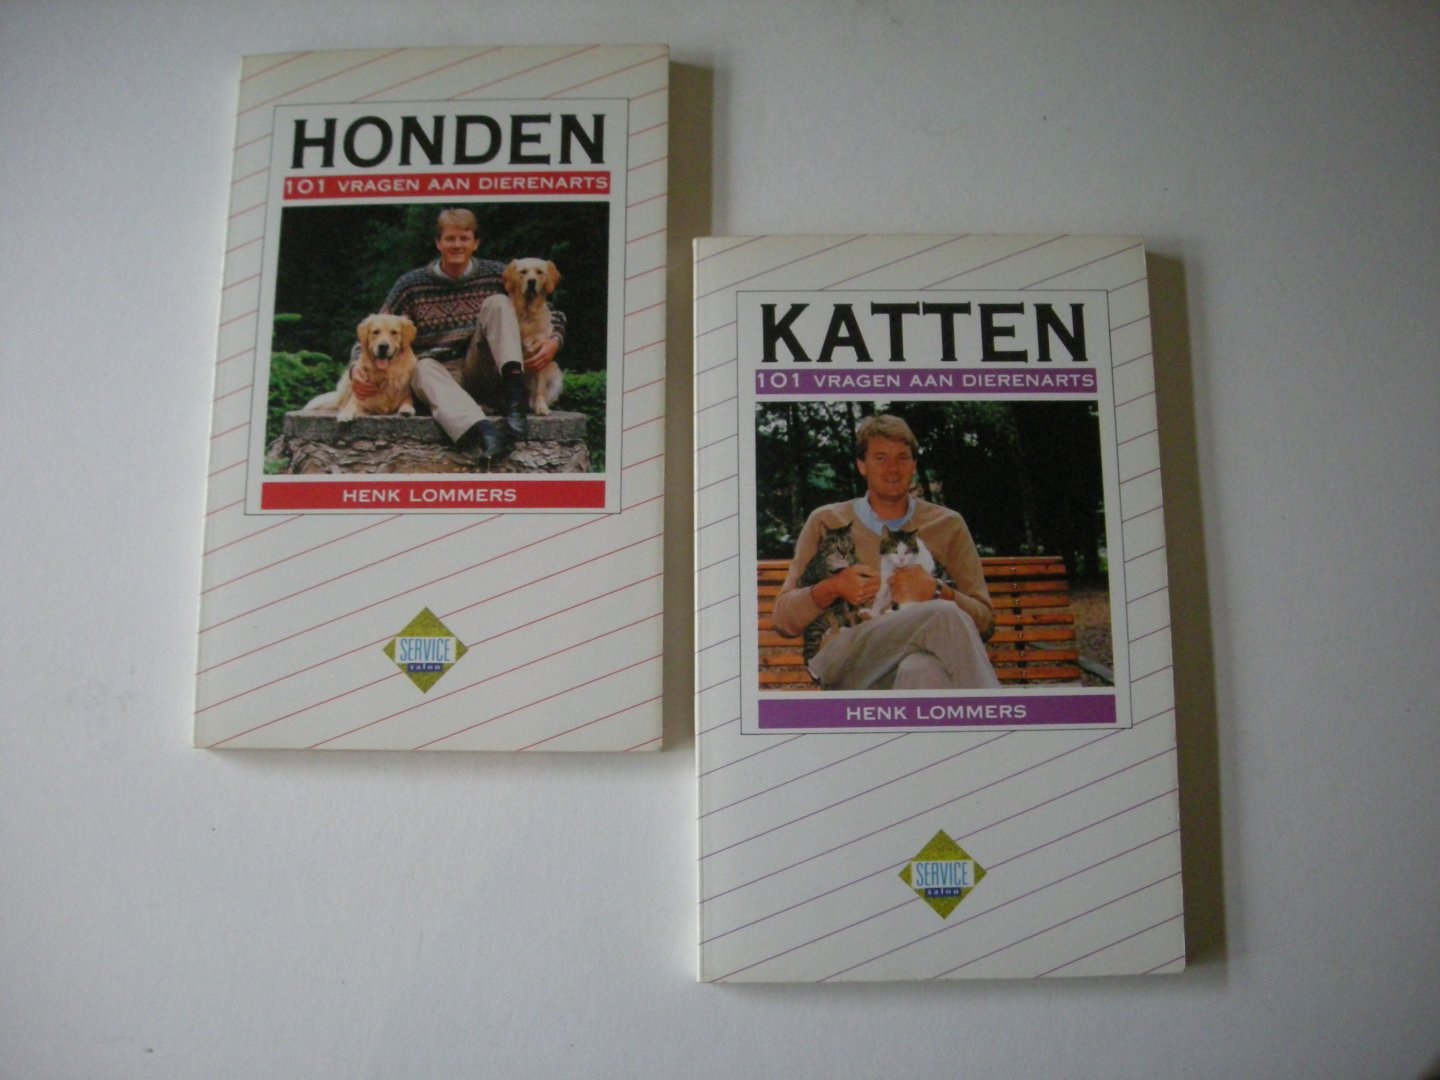 HONDEN
101 VRAGEN AAN DIERENARTS
HENK LOMMERS
SERVICE
salon
KATTEN
101 VRAGEN AAN DIERENARTS
HENK LOMMERS
SERVICE
salon